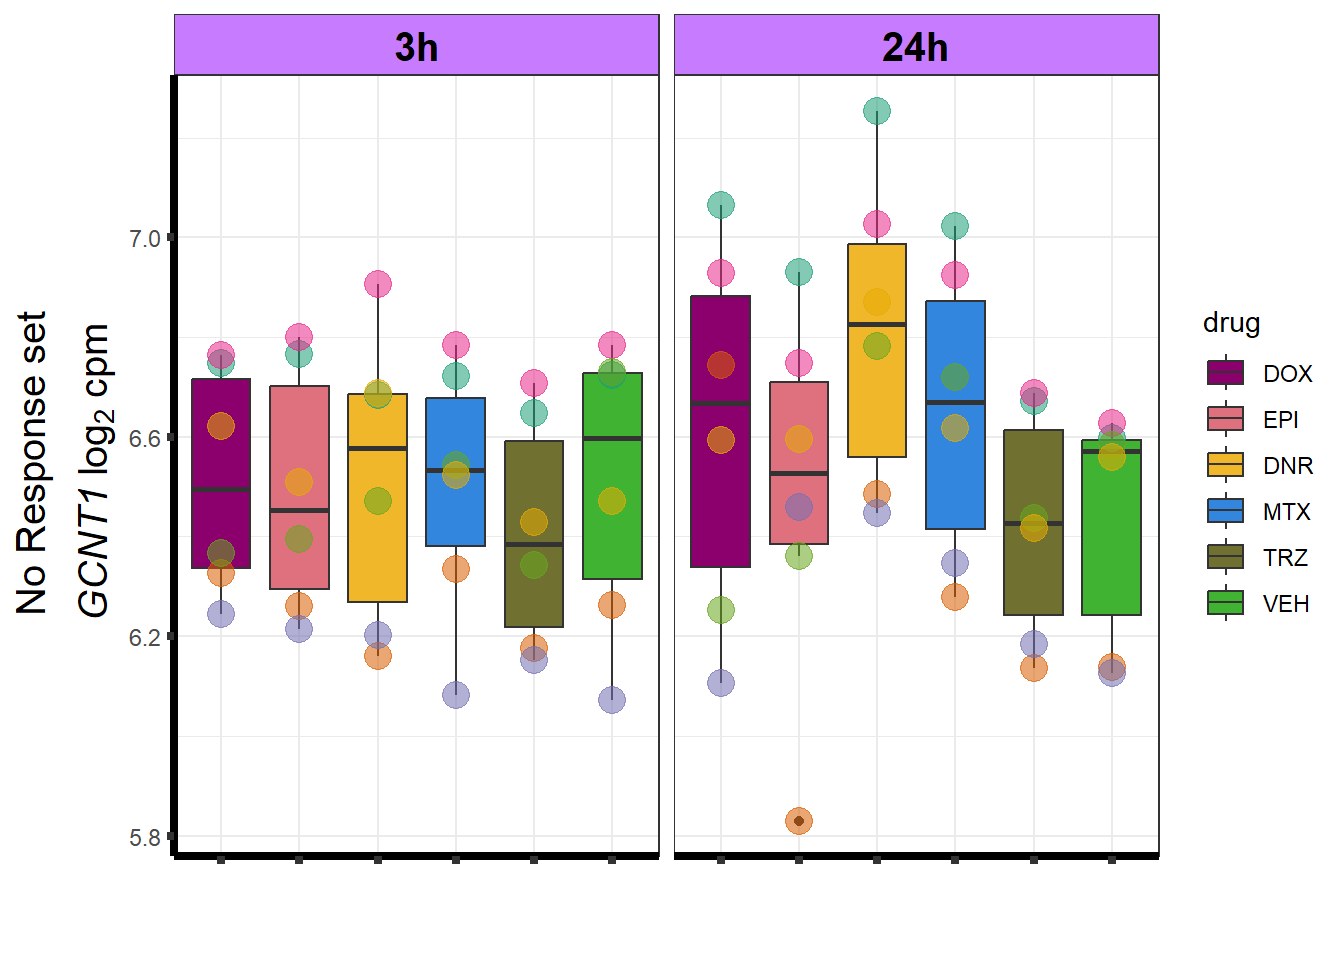 3h
24h
No Response set
GCNT1 log2 cpm
7.0
6.6
6.2
5.8
drug
DOX
EPI
DNR
MTX
TRZ
VEH